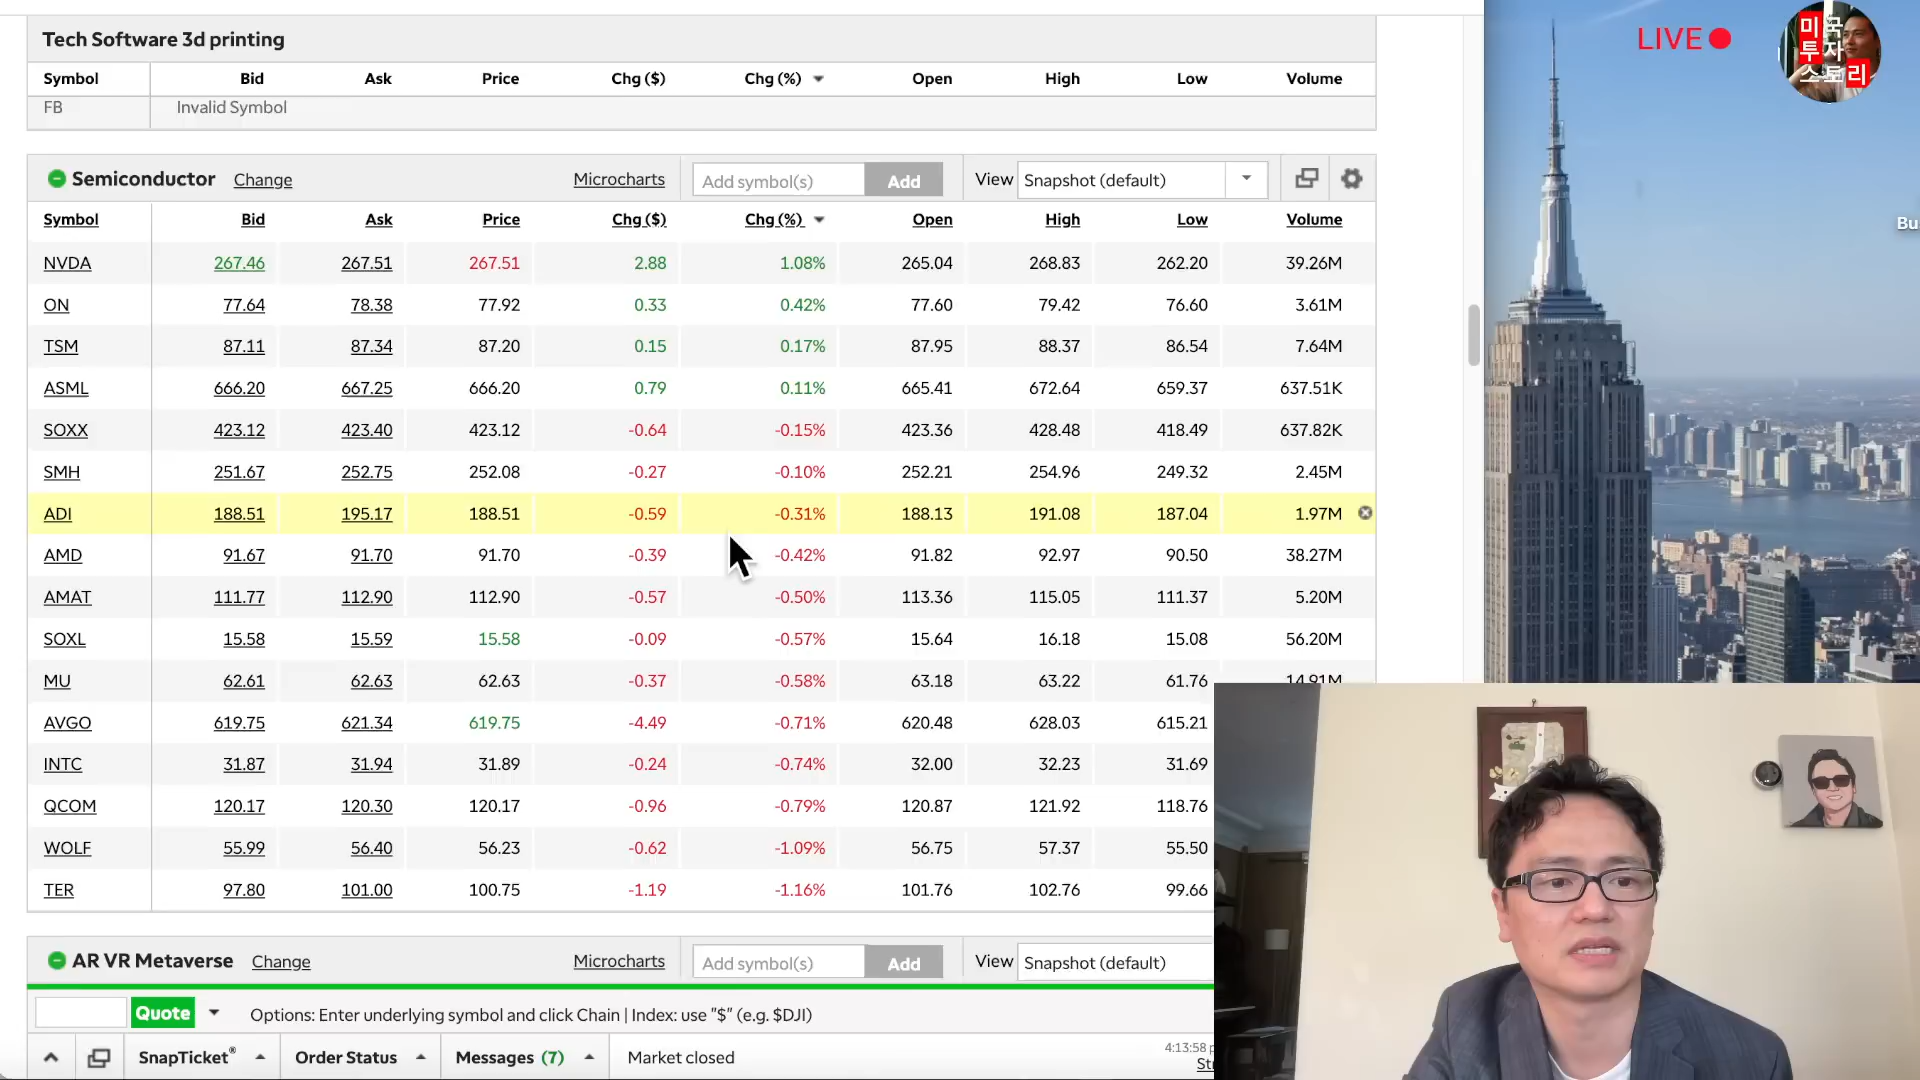 Tech Software 3d printing
Symbol Bid Ask Price Chg ($) Chg (%) Open High Low Volume
FB Invalid Symbol
Semiconductor Change Microcharts Add symbol(s) Add View Snapshot (default)
Symbol Bid Ask Price Chg ($) Chg (%) Open High Low Volume
NVDA 267.46 267.51 267.51 2.88 1.08% 265.04 268.83 262.20 39.26M
ON 77.64 78.38 77.92 0.33 0.42% 77.60 79.42 76.60 3.61M
TSM 87.11 87.34 87.20 0.15 0.17% 87.95 88.37 86.54 7.64M
ASML 666.20 667.25 666.20 0.79 0.11% 665.41 672.64 659.37 637.51K
SOXX 423.12 423.40 423.12 -0.64 -0.15% 423.36 428.48 418.49 637.82K
SMH 251.67 252.75 252.08 -0.27 -0.10% 252.21 254.96 249.32 2.45M
ADI 188.51 195.17 188.51 -0.59 -0.31% 188.13 191.08 187.04 1.97M
AMD 91.67 91.70 91.70 -0.39 -0.42% 91.82 92.97 90.50 38.27M
AMAT 111.77 112.90 112.90 -0.57 -0.50% 113.36 115.05 111.37 5.20M
SOXL 15.58 15.59 15.58 -0.09 -0.57% 15.64 16.18 15.08 56.20M
MU 62.61 62.63 62.63 -0.37 -0.58% 63.18 63.22 61.76 14.91M
AVGO 619.75 621.34 619.75 -4.49 -0.71% 620.48 628.03 615.21
INTC 31.87 31.94 31.89 -0.24 -0.74% 32.00 32.23 31.69
QCOM 120.17 120.30 120.17 -0.96 -0.79% 120.87 121.92 118.76
WOLF 55.99 56.40 56.23 -0.62 -1.09% 56.75 57.37 55.50
TER 97.80 101.00 100.75 -1.19 -1.16% 101.76 102.76 99.66
AR VR Metaverse Change Microcharts Add symbol(s) Add View Snapshot (default)
Quote Options: Enter underlying symbol and click Chain | Index: use "$" (e.g. $DJI)
SnapTicket® Order Status Messages (7) Market closed
4:13:58 p
St
LIVE
미국
투자
스토리
Bu